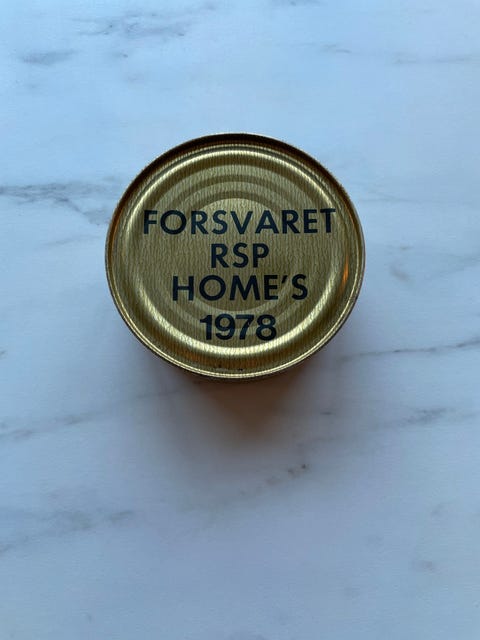 FORSVARET
RSP
HOME'S
1978